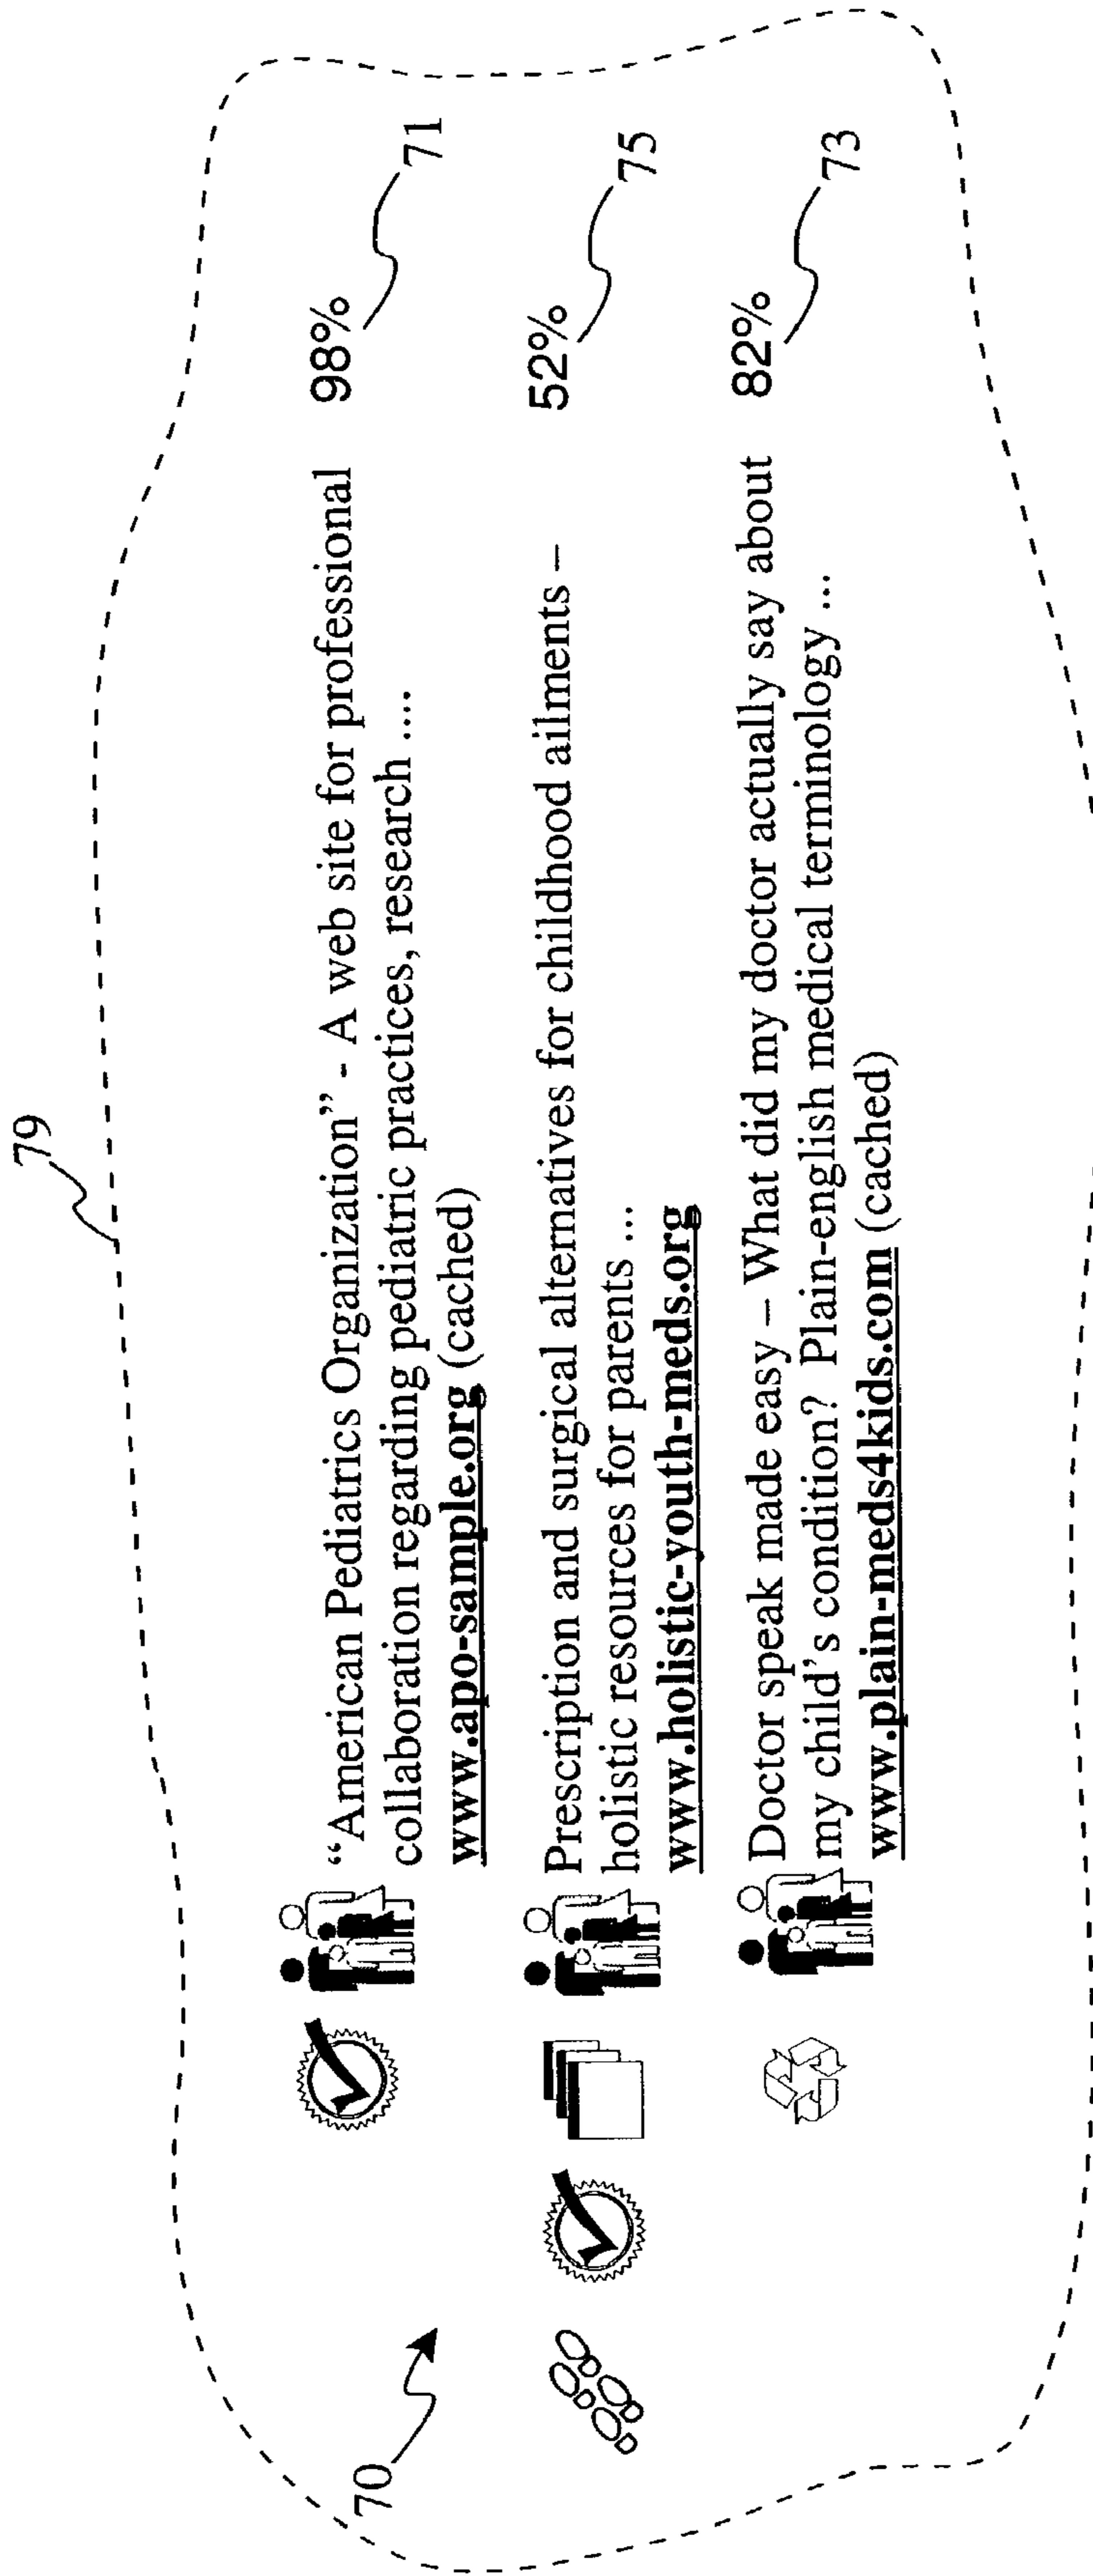 79
70
“American Pediatrics Organization” - A web site for professional 98%
collaboration regarding pediatric practices, research ....
www.apo-sample.org (cached)
71
Prescription and surgical alternatives for childhood ailments – 52%
holistic resources for parents ...
www.holistic-youth-meds.org
75
Doctor speak made easy – What did my doctor actually say about 82%
my child's condition? Plain-english medical terminology ...
www.plain-meds4kids.com (cached)
73